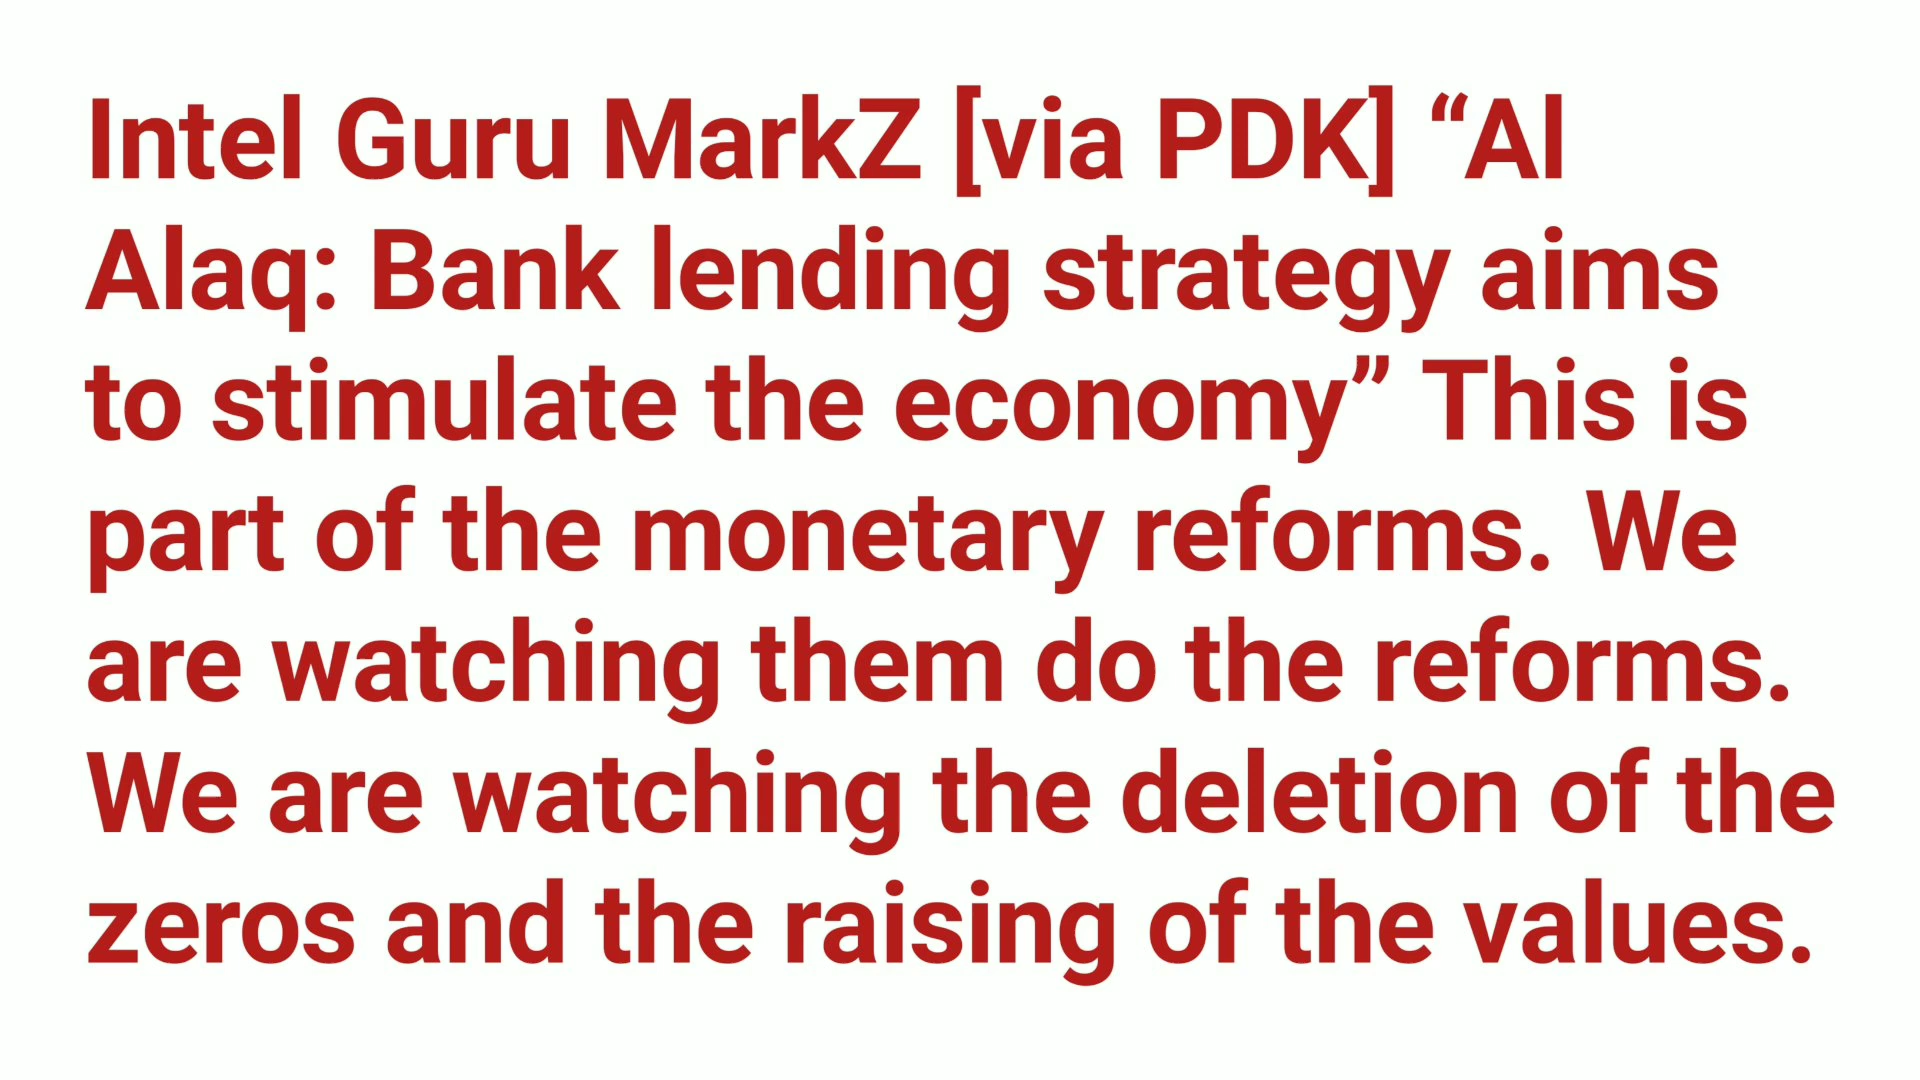 Intel Guru MarkZ [via PDK] “Al
Alaq: Bank lending strategy aims
to stimulate the economy” This is
part of the monetary reforms. We
are watching them do the reforms.
We are watching the deletion of the
zeros and the raising of the values.